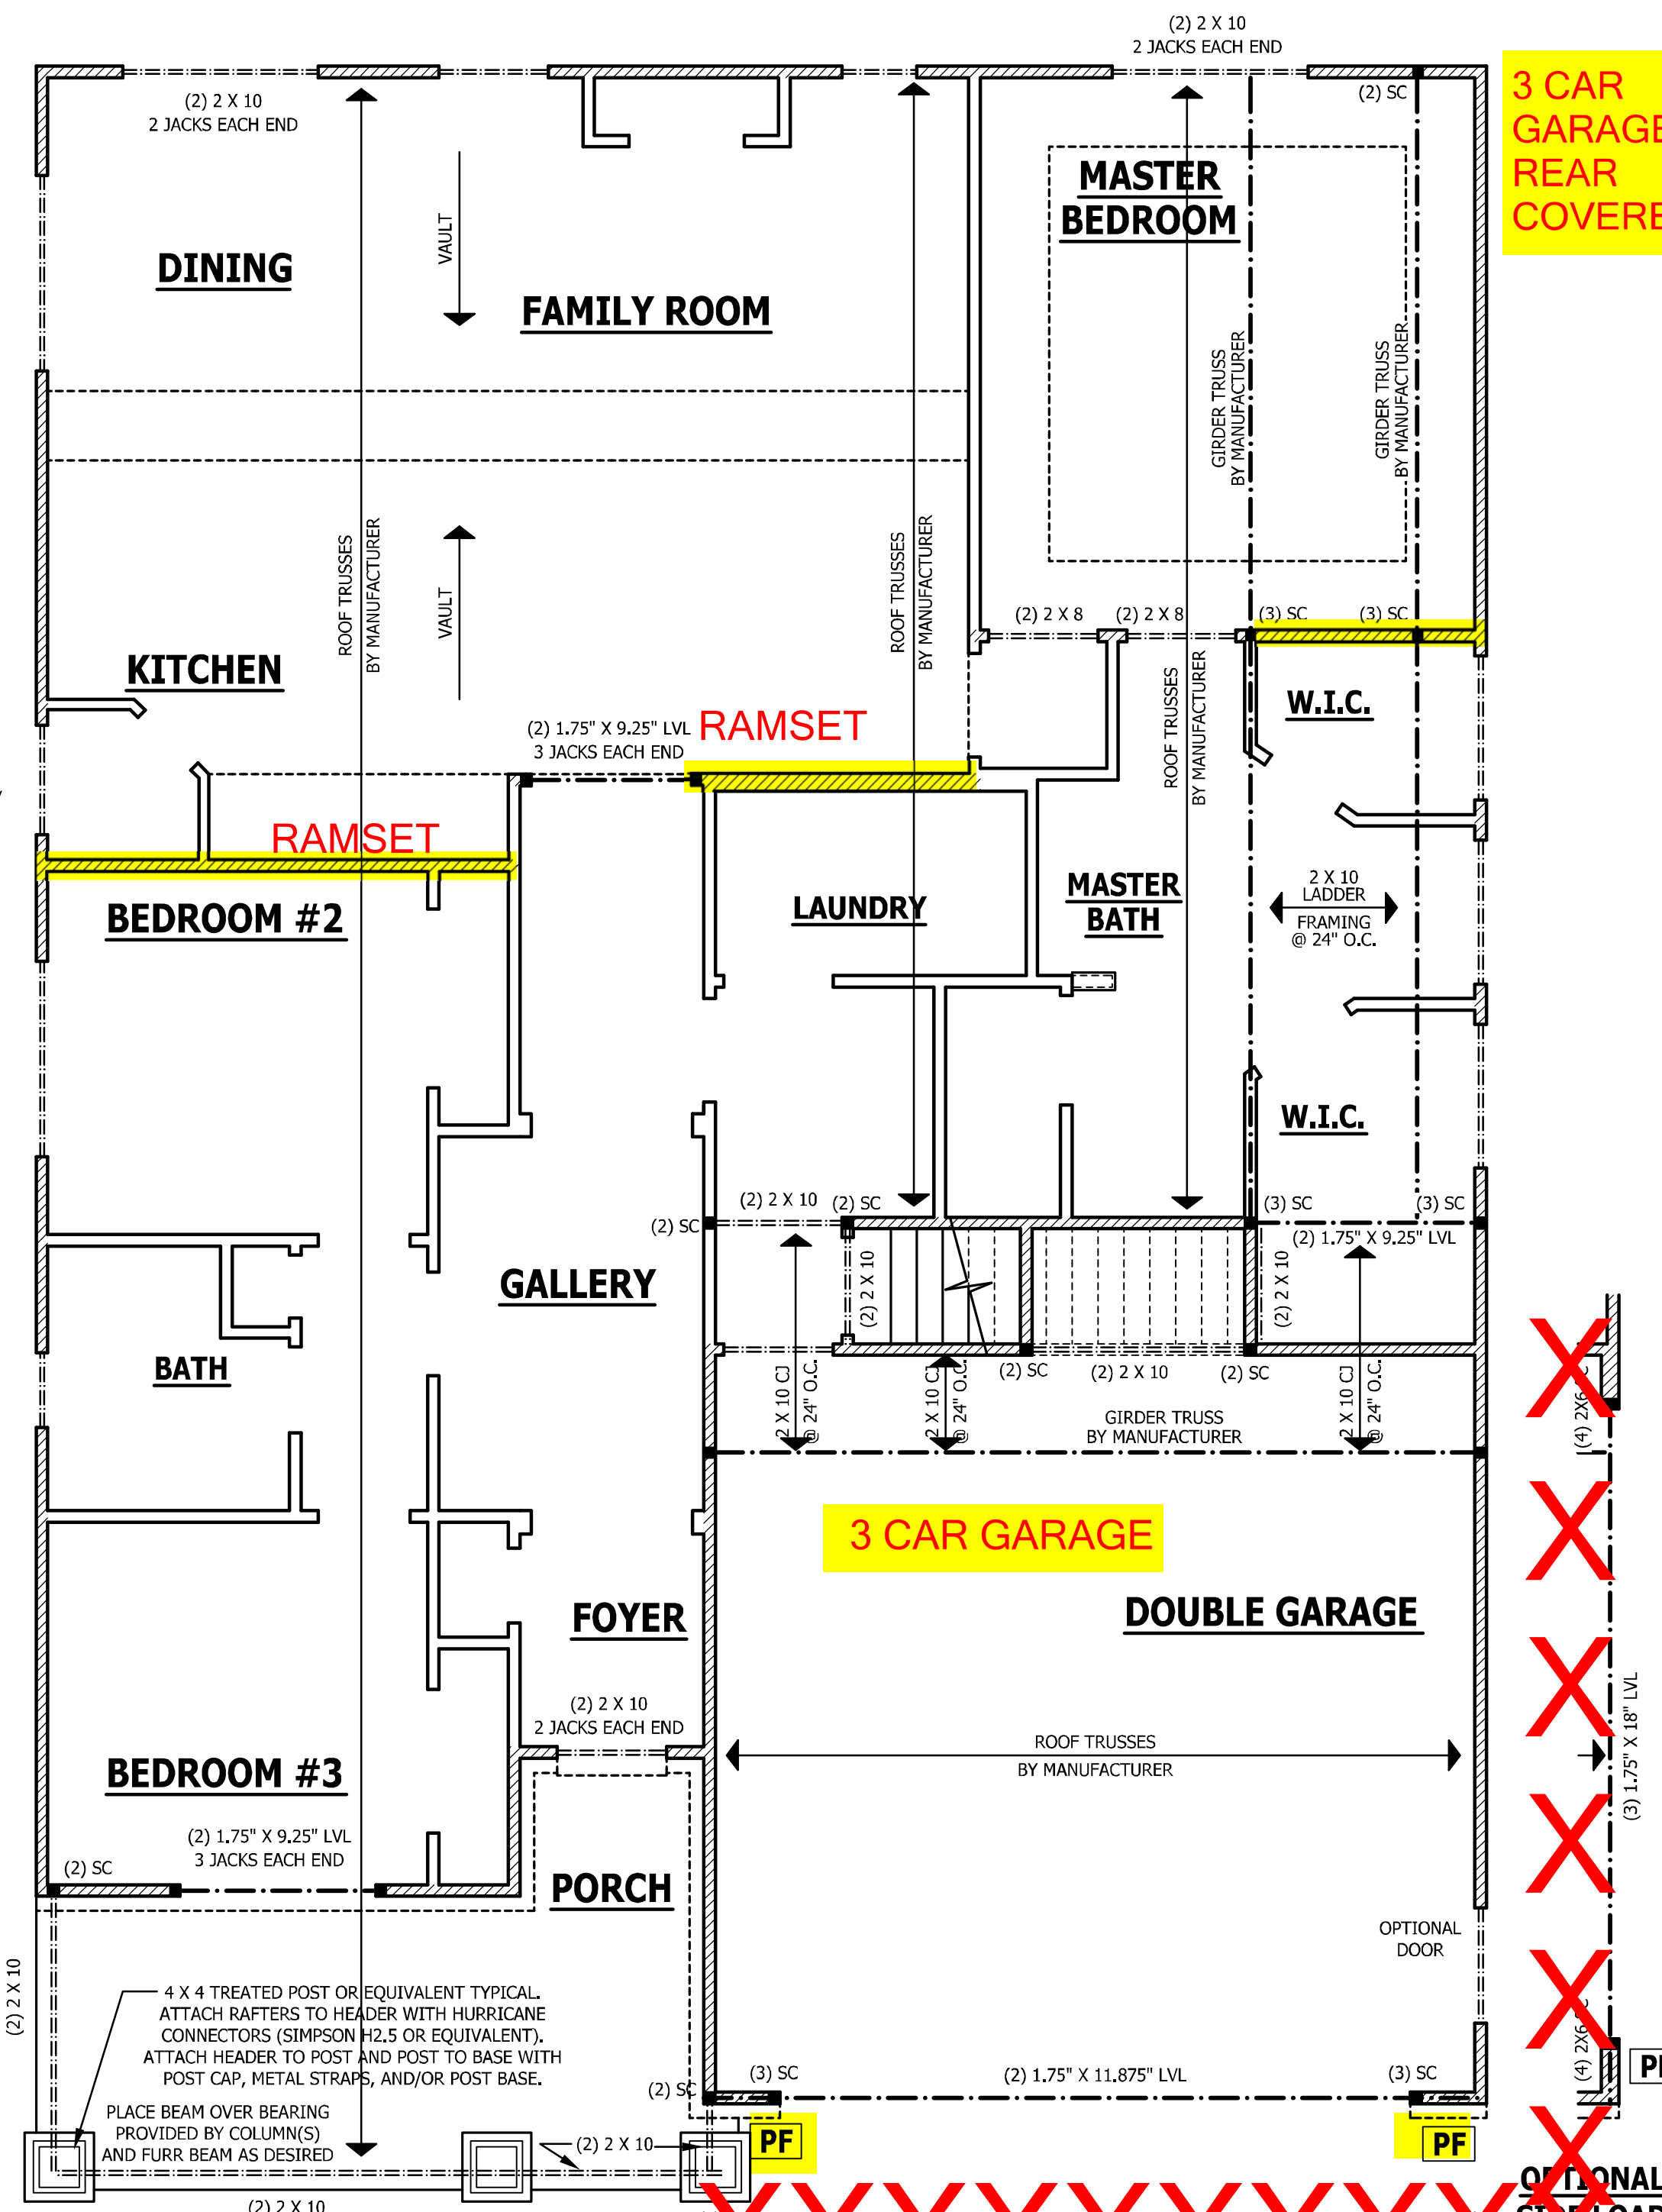 (2) 2 X 10
2 JACKS EACH END
3 CAR
GARAGE
REAR
(2) 2 X 10
2 JACKS EACH END
(2) SC
MASTER
BEDROOM
VAULT
DINING
FAMILY ROOM
GIRDER TRUSS
BY MANUFACTURER
GIRDER TRUSS
BY MANUFACTURER
ROOF TRUSSES
BY MANUFACTURER
ROOF TRUSSES
BY MANUFACTURER
VAULT
(2) 2 X 8
(2) 2 X 8
(3) SC
(3) SC
KITCHEN
ROOF TRUSSES
BY MANUFACTURER
W.I.C.
(2) 1.75" X 9.25" LVL
3 JACKS EACH END
RAMSET
RAMSET
BEDROOM #2
LAUNDRY
MASTER
BATH
2 X 10
LADDER
FRAMING
@ 24" O.C.
W.I.C.
(2) SC
(2) 2 X 10
(2) SC
(3) SC
(3) SC
(2) 1.75" X 9.25" LVL
(2) 2 X 10
(2) 2 X 10
GALLERY
BATH
2 X 10 CJ
@ 24" O.C.
2 X 10 CJ
@ 24" O.C.
(2) SC
(2) 2 X 10
(2) SC
2 X 10 CJ
@ 24" O.C.
GIRDER TRUSS
BY MANUFACTURER
3 CAR GARAGE
FOYER
DOUBLE GARAGE
(2) 2 X 10
2 JACKS EACH END
ROOF TRUSSES
BY MANUFACTURER
(3) 1.75" X 18" LVL
BEDROOM #3
(2) 1.75" X 9.25" LVL
3 JACKS EACH END
(2) SC
PORCH
OPTIONAL
DOOR
(2) 2 X 10
4 X 4 TREATED POST OR EQUIVALENT TYPICAL.
ATTACH RAFTERS TO HEADER WITH HURRICANE
CONNECTORS (SIMPSON H2.5 OR EQUIVALENT).
ATTACH HEADER TO POST AND POST TO BASE WITH
POST CAP, METAL STRAPS, AND/OR POST BASE.
(2) SC
(3) SC
(2) 1.75" X 11.875" LVL
(3) SC
PLACE BEAM OVER BEARING
PROVIDED BY COLUMN(S)
AND FURR BEAM AS DESIRED
(2) 2 X 10
PF
PF
OPTIONAL
(2) 2 X 10